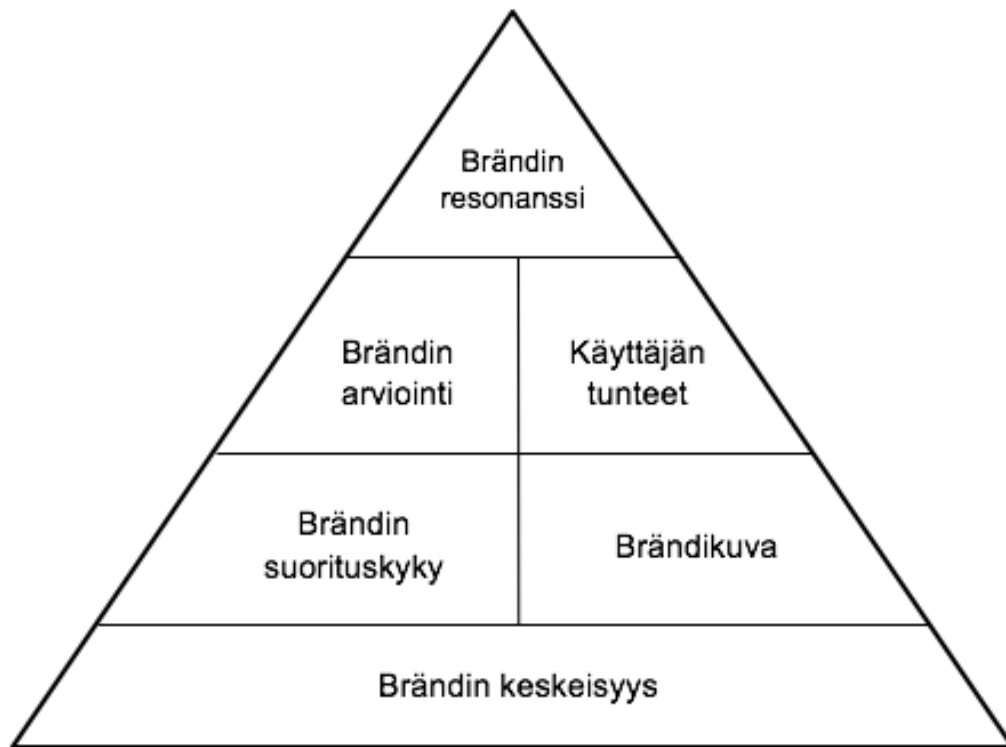 Brändin
resonanssi
Brändin
arviointi
Käyttäjän
tunteet
Brändin
suorituskyky
Brändikuva
Brändin keskeisyys